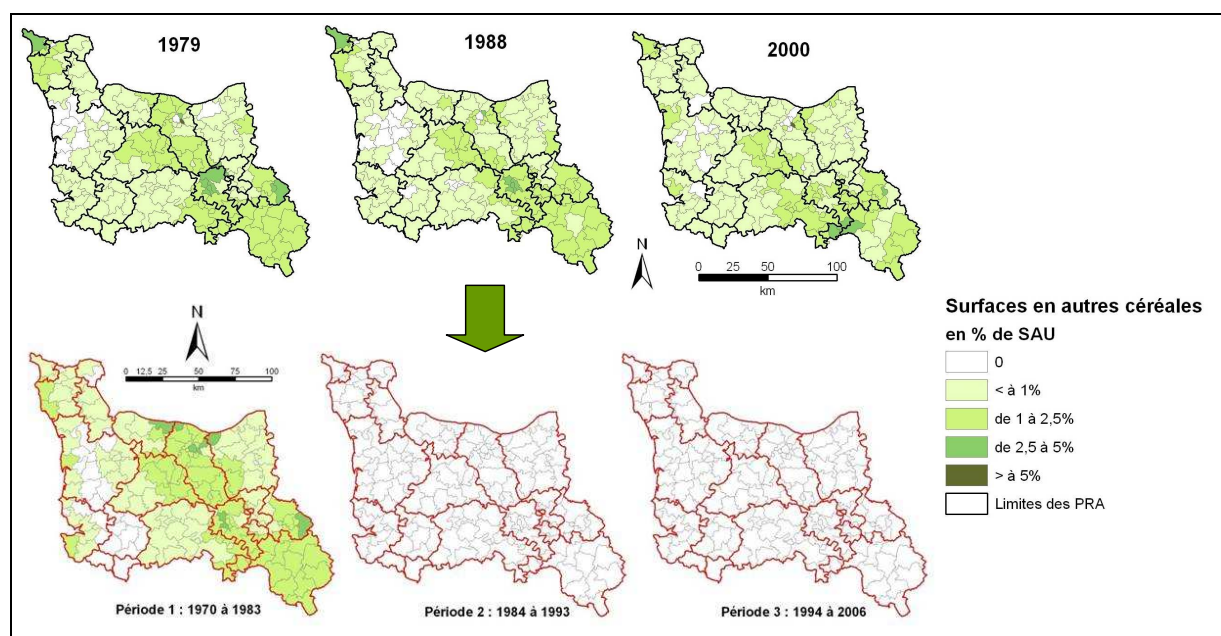 1979
1988
2000
N
0 25 50 100
km
N
0 12,5 25 50 75 100
km
Surfaces en autres céréales
en % de SAU
0
< à 1%
de 1 à 2,5%
de 2,5 à 5%
> à 5%
Limites des PRA
Période 1 : 1970 à 1983
Période 2 : 1984 à 1993
Période 3 : 1994 à 2006